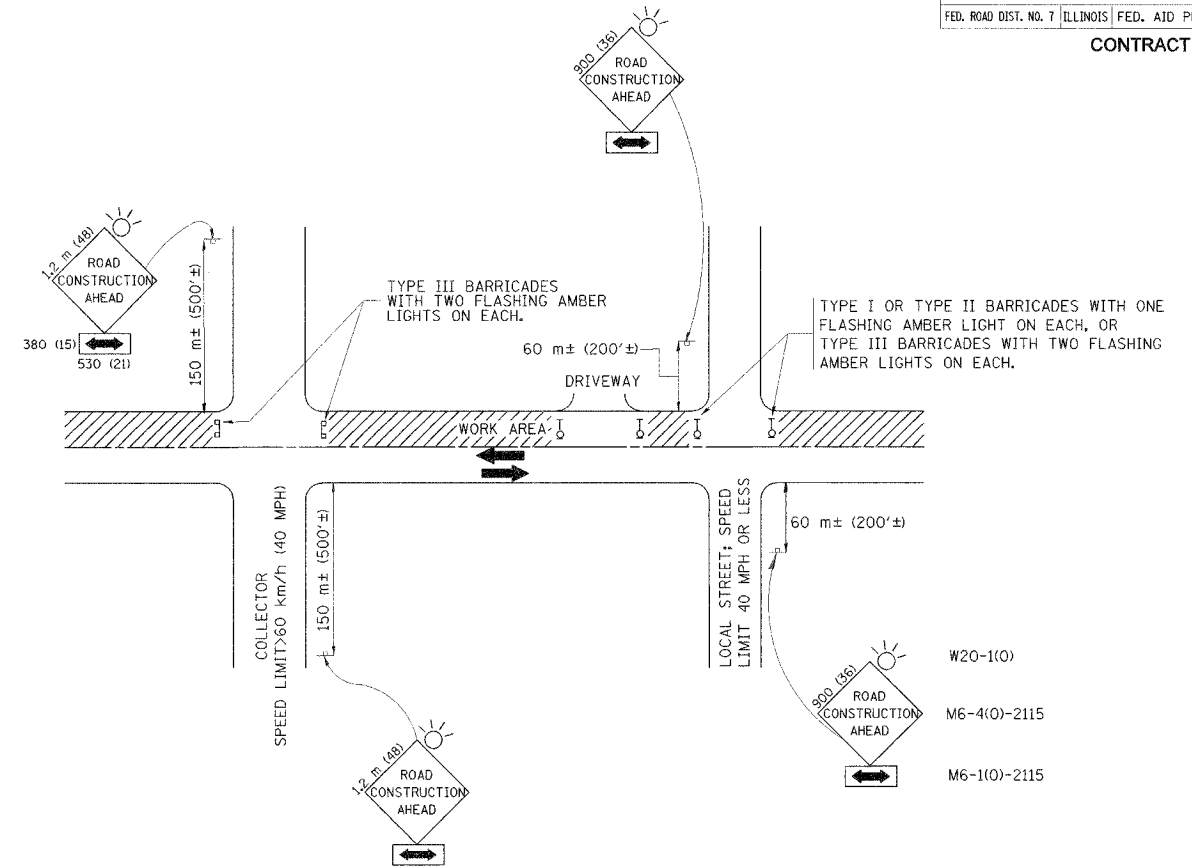 FED. ROAD DIST. NO. 7 ILLINOIS FED. AID
CONTRACT
900 (36)
ROAD
CONSTRUCTION
AHEAD
1.2 m (48)
ROAD
CONSTRUCTION
AHEAD
380 (15)
530 (21)
150 m± (500'±)
TYPE III BARRICADES
WITH TWO FLASHING AMBER
LIGHTS ON EACH.
60 m± (200'±)
DRIVEWAY
TYPE I OR TYPE II BARRICADES WITH ONE
FLASHING AMBER LIGHT ON EACH, OR
TYPE III BARRICADES WITH TWO FLASHING
AMBER LIGHTS ON EACH.
WORK AREA
COLLECTOR
SPEED LIMIT>60 km/h (40 MPH)
150 m± (500'±)
LOCAL STREET; SPEED
LIMIT 40 MPH OR LESS
60 m± (200'±)
1.2 m (48)
ROAD
CONSTRUCTION
AHEAD
900 (36)
ROAD
CONSTRUCTION
AHEAD
W20-1(O)
M6-4(O)-2115
M6-1(O)-2115